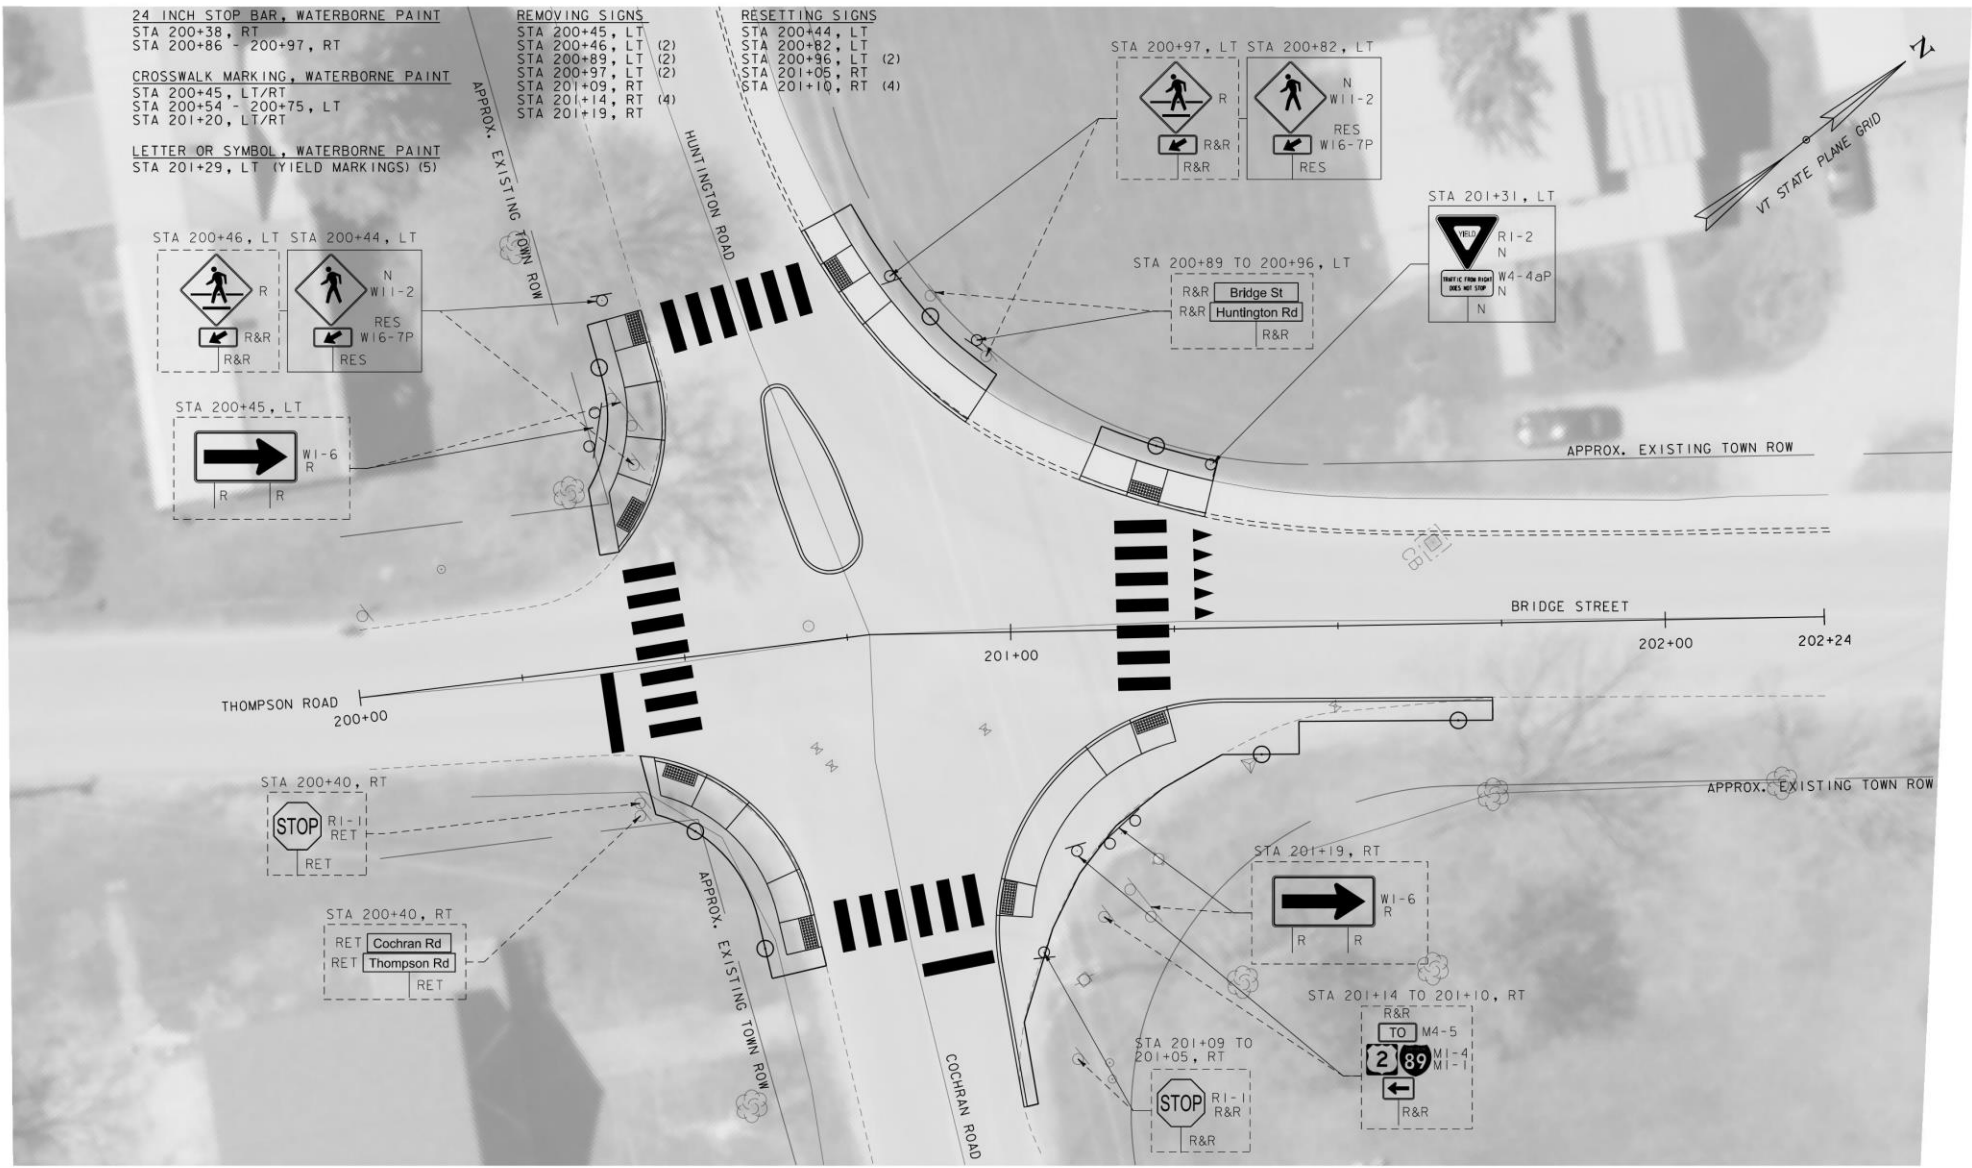 24 INCH STOP BAR, WATERBORNE PAINT
STA 200+38, RT
STA 200+86 - 200+97, RT
CROSSWALK MARKING, WATERBORNE PAINT
STA 200+45, LT/RT
STA 200+54 - 200+75, LT
STA 201+20, LT/RT
LETTER OR SYMBOL, WATERBORNE PAINT
STA 201+29, LT (YIELD MARKINGS) (5)
REMOVING SIGNS
STA 200+45, LT
STA 200+46, LT (2)
STA 200+89, LT (2)
STA 200+97, LT (2)
STA 201+09, RT
STA 201+14, RT (4)
STA 201+19, RT
RESETTING SIGNS
STA 200+44, LT
STA 200+82, LT
STA 200+96, LT (2)
STA 201+05, RT
STA 201+10, RT (4)
APPROX. EXISTING TOWN ROW
HUNTINGTON ROAD
STA 200+97, LT
R
R&R
R&R
STA 200+82, LT
N
W11-2
RES
W16-7P
RES
N
VT STATE PLANE GRID
STA 201+31, LT
YIELD
R1-2
N
TRAFFIC FROM RIGHT
DOES NOT STOP
W4-4aP
N
N
STA 200+46, LT
R
R&R
R&R
STA 200+44, LT
N
W11-2
RES
W16-7P
RES
STA 200+89 TO 200+96, LT
R&R Bridge St
R&R Huntington Rd
R&R
STA 200+45, LT
W1-6
R
R R
APPROX. EXISTING TOWN ROW
CB
BRIDGE STREET
201+00
202+00
202+24
THOMPSON ROAD
200+00
STA 200+40, RT
STOP
R1-1
RET
RET
APPROX. EXISTING TOWN ROW
STA 200+40, RT
RET Cochran Rd
RET Thompson Rd
RET
APPROX. EXISTING TOWN ROW
COCHRAN ROAD
STA 201+19, RT
W1-6
R
R R
STA 201+14 TO 201+10, RT
R&R
TO M4-5
2 89 M1-4
M1-1
R&R
STA 201+09 TO
201+05, RT
STOP
R1-1
R&R
R&R